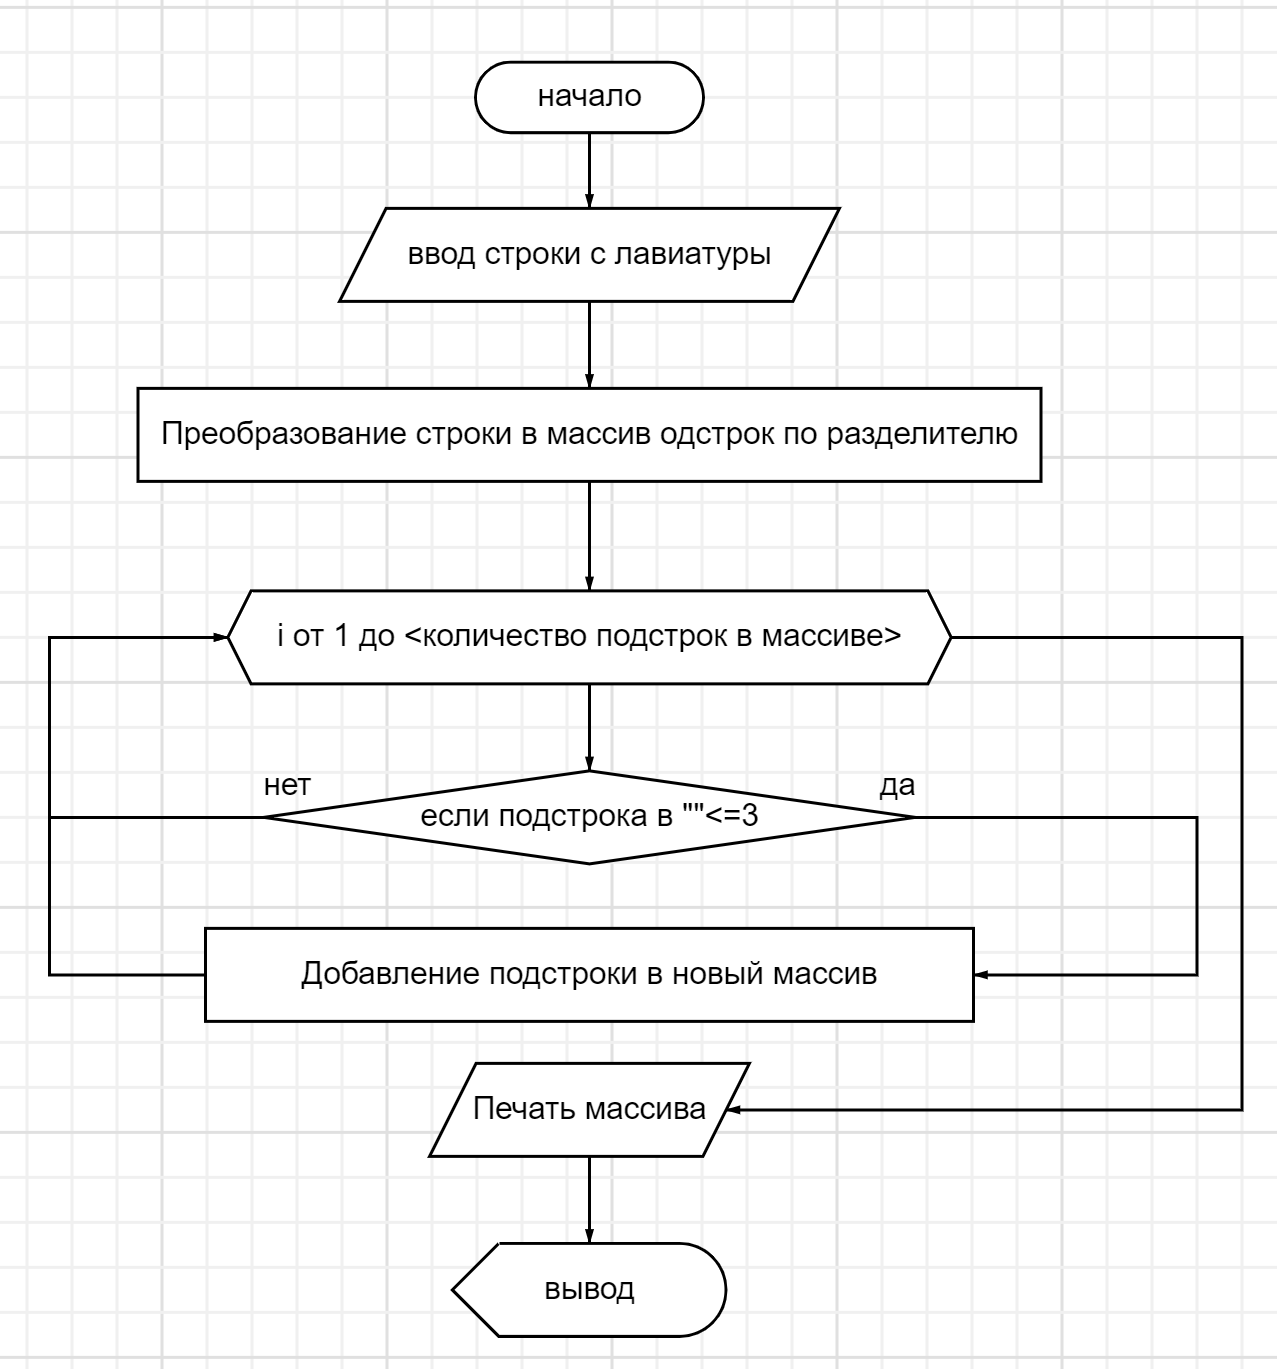 начало
ввод строки с лавиатуры
Преобразование строки в массив одстрок по разделителю
i от 1 до <количество подстрок в массиве>
нет
да
если подстрока в ""<=3
Добавление подстроки в новый массив
Печать массива
вывод